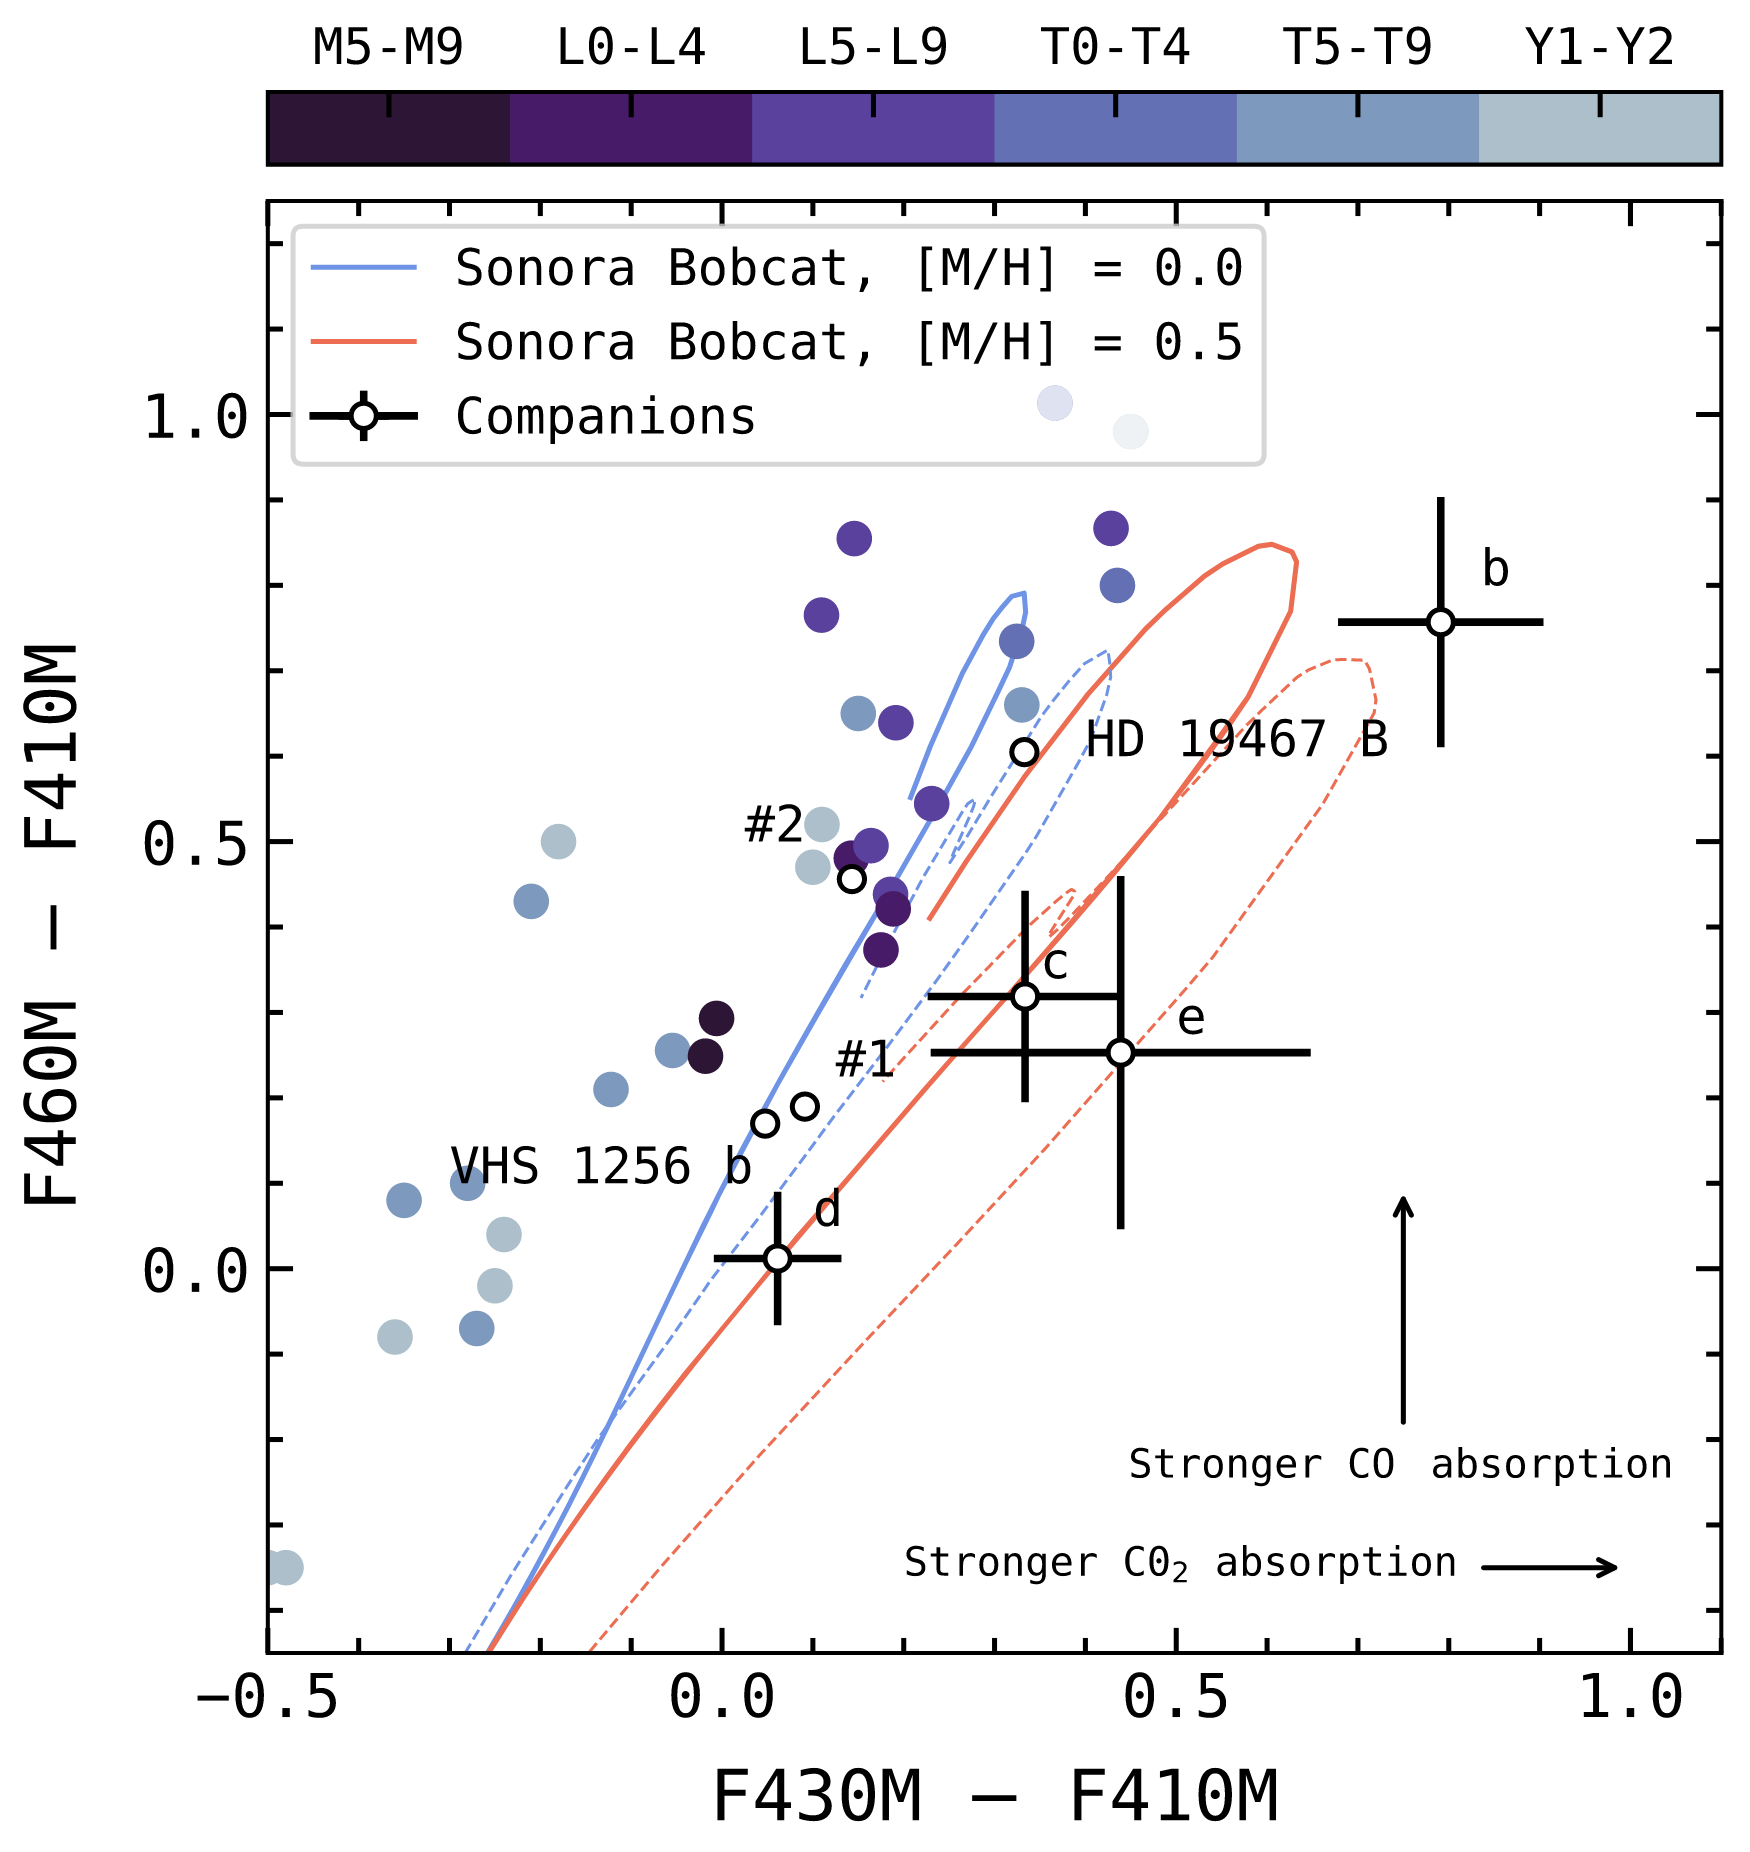 M5-M9 L0-L4 L5-L9 T0-T4 T5-T9 Y1-Y2
Sonora Bobcat, [M/H] = 0.0
Sonora Bobcat, [M/H] = 0.5
Companions
1.0
b
HD 19467 B
#2
0.5
c
e
#1
VHS 1256 b
d
0.0
Stronger CO absorption
Stronger C0₂ absorption
−0.5 0.0 0.5 1.0
F430M — F410M
F460M — F410M